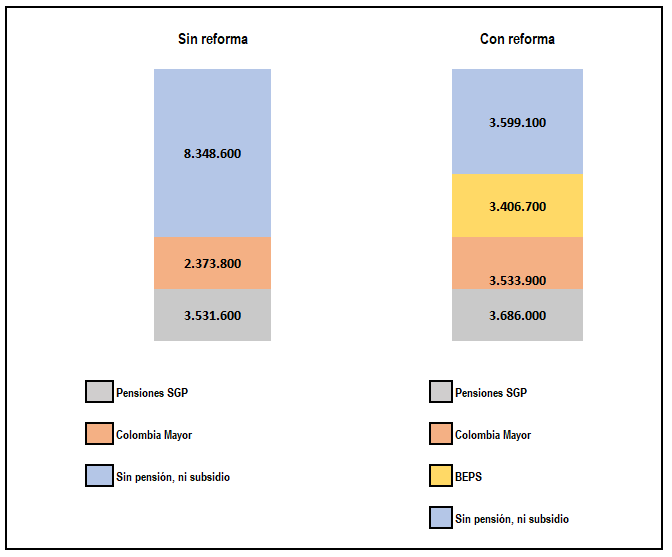 Sin reforma
8.348.600
2.373.800
3.531.600
Pensiones SGP
Colombia Mayor
Sin pensión, ni subsidio
Con reforma
3.599.100
3.406.700
3.533.900
3.686.000
Pensiones SGP
Colombia Mayor
BEPS
Sin pensión, ni subsidio